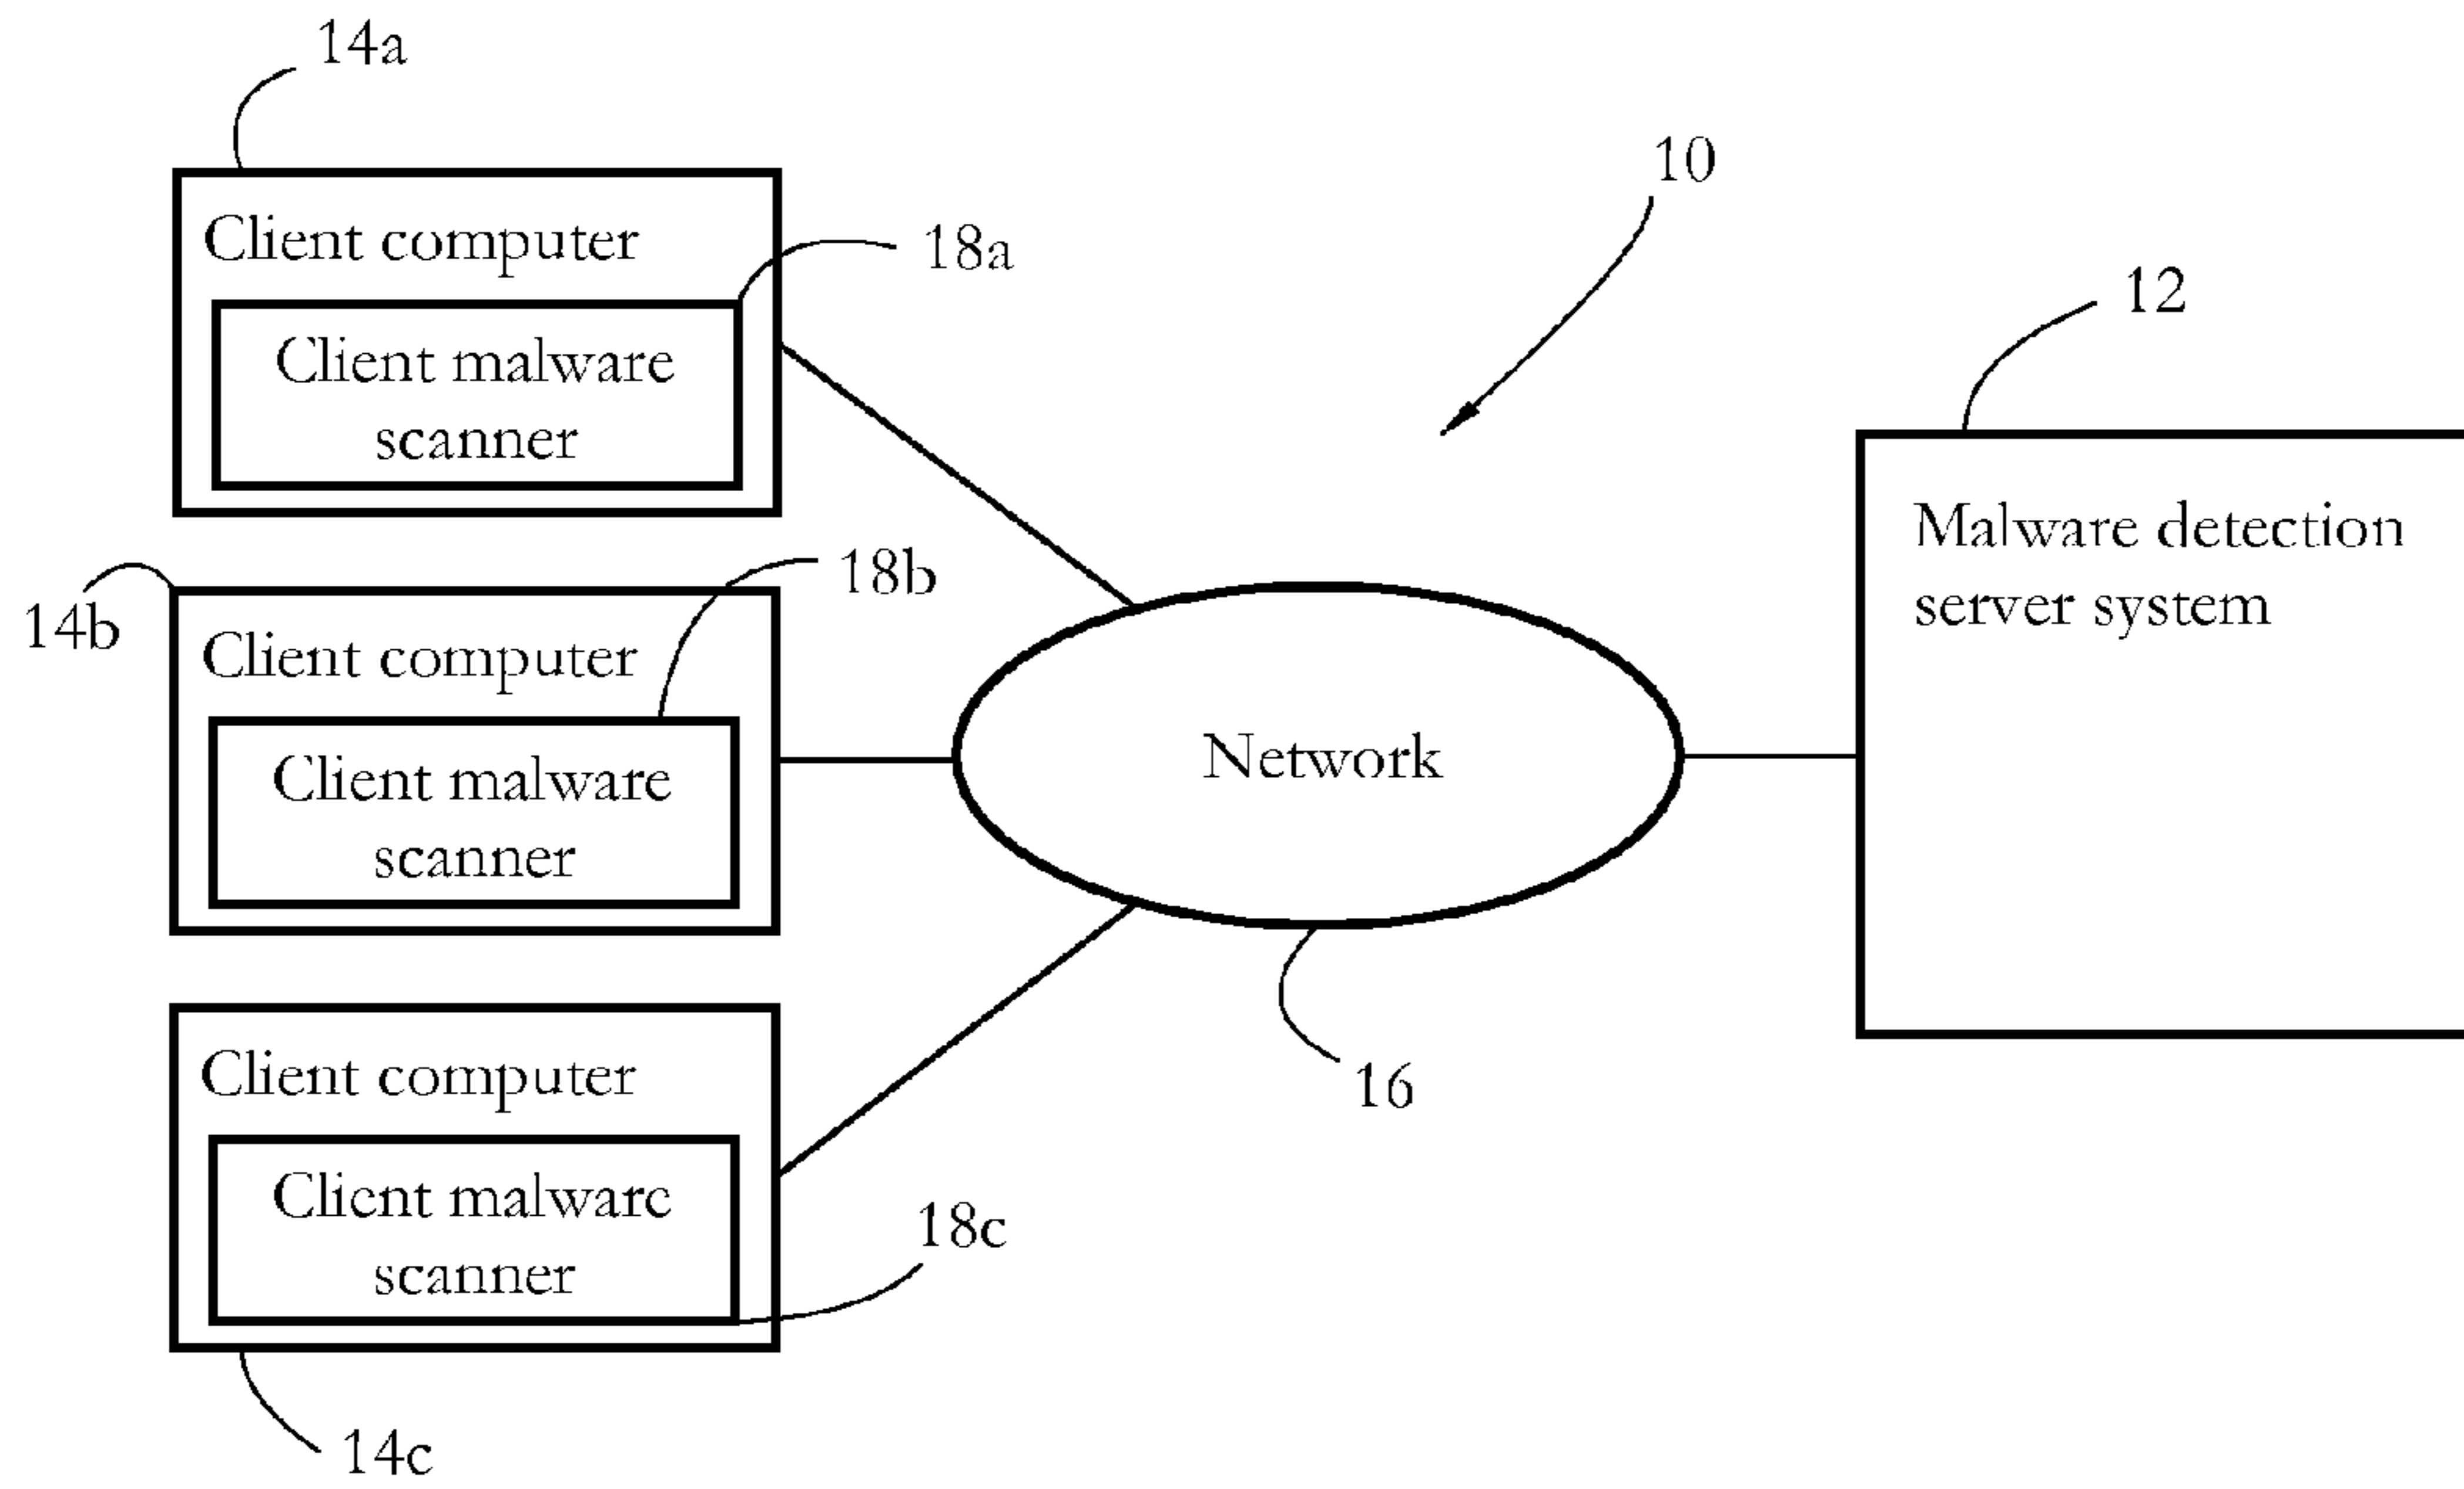 14a
10
Client computer
18a
12
Client malware
scanner
Malware detection
server system
18b
14b
Client computer
Client malware
scanner
Network
16
Client computer
Client malware
scanner
18c
14c